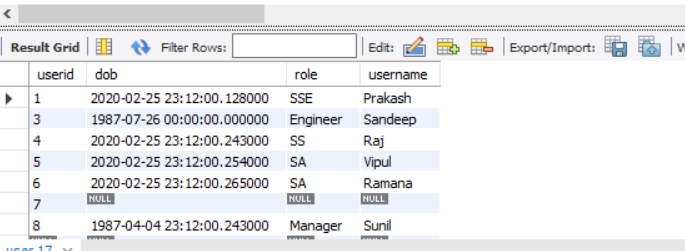 Result Grid Filter Rows: Edit: Export/Import: W
userid dob role username
1 2020-02-25 23:12:00.128000 SSE Prakash
3 1987-07-26 00:00:00.000000 Engineer Sandeep
4 2020-02-25 23:12:00.243000 SS Raj
5 2020-02-25 23:12:00.254000 SA Vipul
6 2020-02-25 23:12:00.265000 SA Ramana
7 NULL NULL NULL
8 1987-04-04 23:12:00.243000 Manager Sunil
user 17